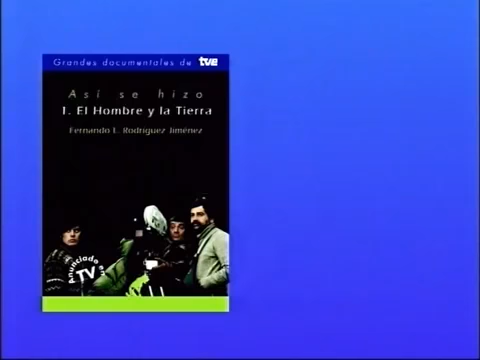 Grandes documentales de tve
Así se hizo
1. El Hombre y la Tierra
Fernando L. Rodríguez Jiménez
Anunciado en
TV